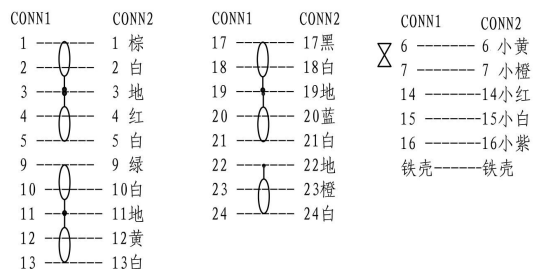 CONN1 CONN2
1 1 棕
2 2 白
3 3 地
4 4 红
5 5 白
9 9 绿
10 10白
11 11地
12 12黄
13 13白
CONN1 CONN2
17 17黑
18 18白
19 19地
20 20蓝
21 21白
22 22地
23 23橙
24 24白
CONN1 CONN2
6 6 小黄
7 7 小橙
14 14小红
15 15小白
16 16小紫
铁壳 铁壳